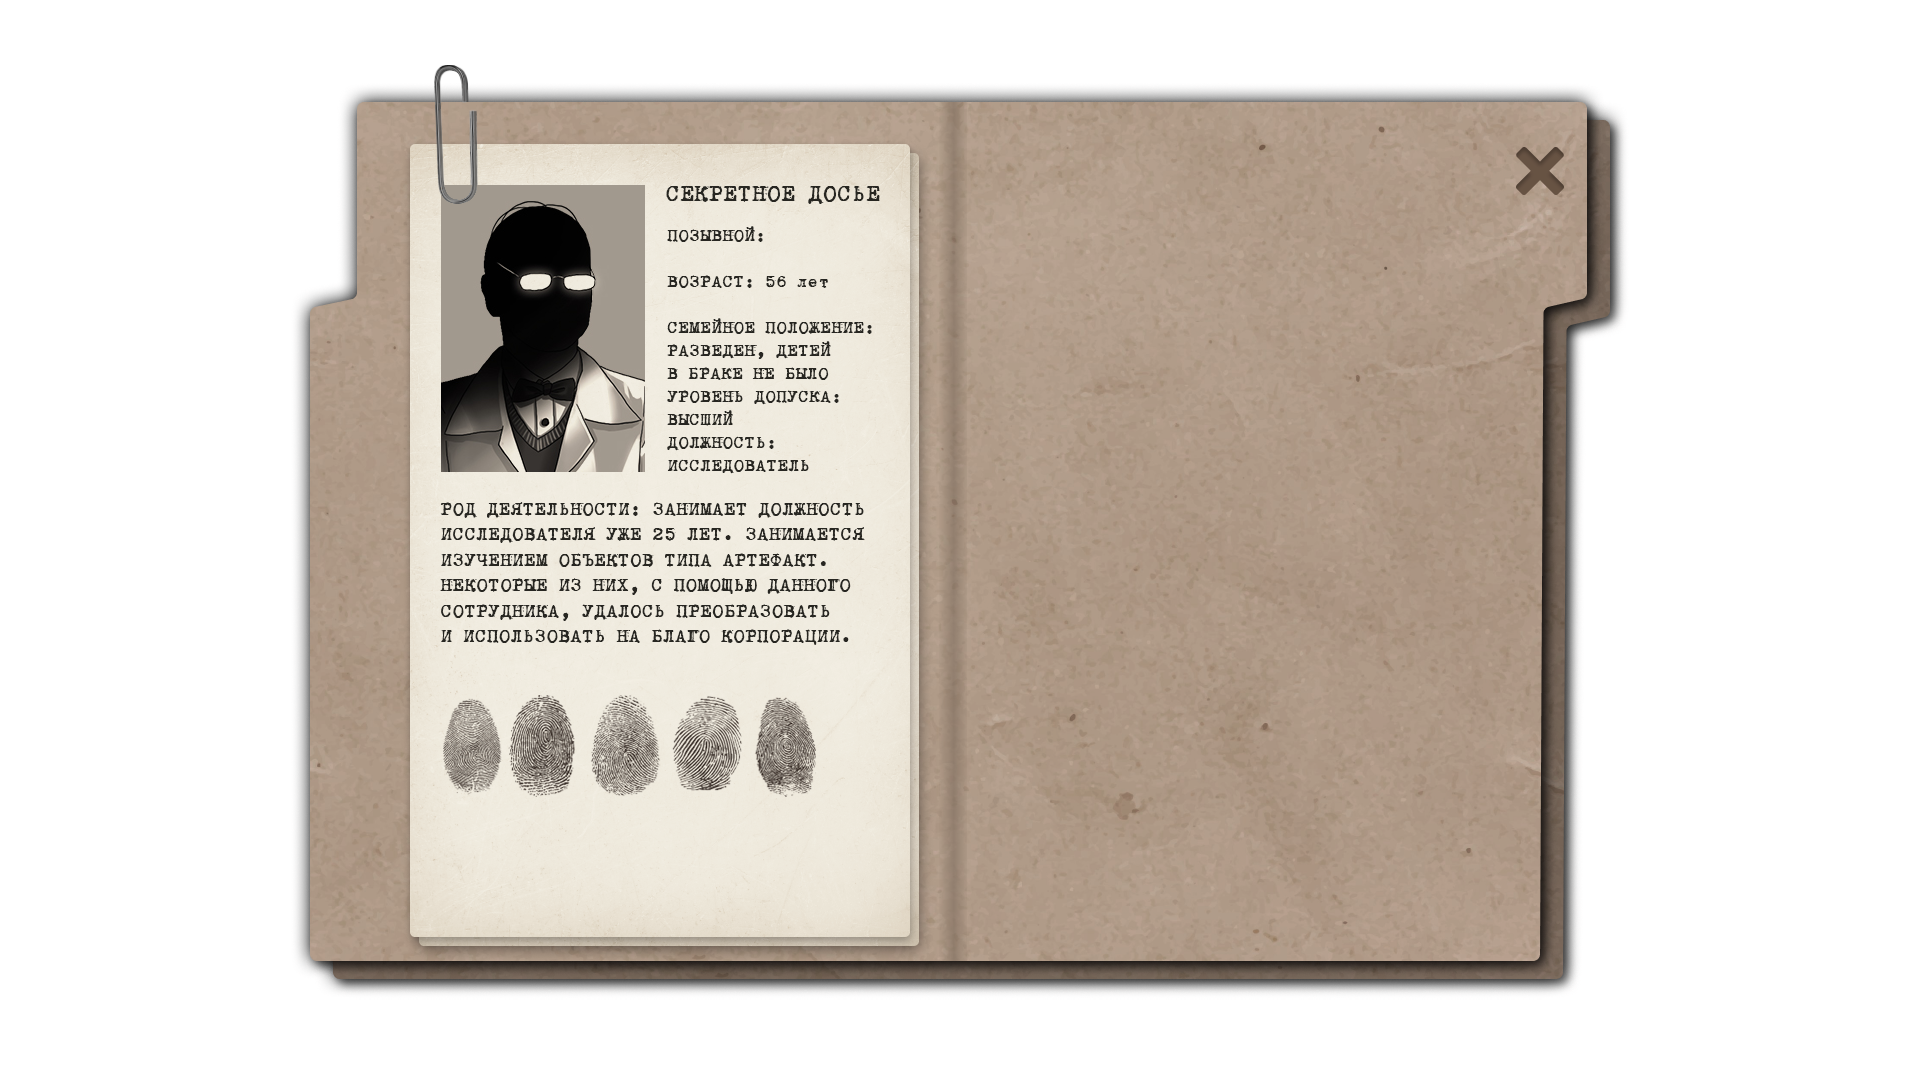 СЕКРЕТНОЕ ДОСЬЕ
ПОЗЫВНОЙ:
ВОЗРАСТ: 56 лет
СЕМЕЙНОЕ ПОЛОЖЕНИЕ:
РАЗВЕДЕН, ДЕТЕЙ
В БРАКЕ НЕ БЫЛО
УРОВЕНЬ ДОПУСКА:
ВЫСШИЙ
ДОЛЖНОСТЬ:
ИССЛЕДОВАТЕЛЬ
РОД ДЕЯТЕЛЬНОСТИ: ЗАНИМАЕТ ДОЛЖНОСТЬ
ИССЛЕДОВАТЕЛЯ УЖЕ 25 ЛЕТ. ЗАНИМАЕТСЯ
ИЗУЧЕНИЕМ ОБЪЕКТОВ ТИПА АРТЕФАКТ.
НЕКОТОРЫЕ ИЗ НИХ, С ПОМОЩЬЮ ДАННОГО
СОТРУДНИКА, УДАЛОСЬ ПРЕОБРАЗОВАТЬ
И ИСПОЛЬЗОВАТЬ НА БЛАГО КОРПОРАЦИИ.